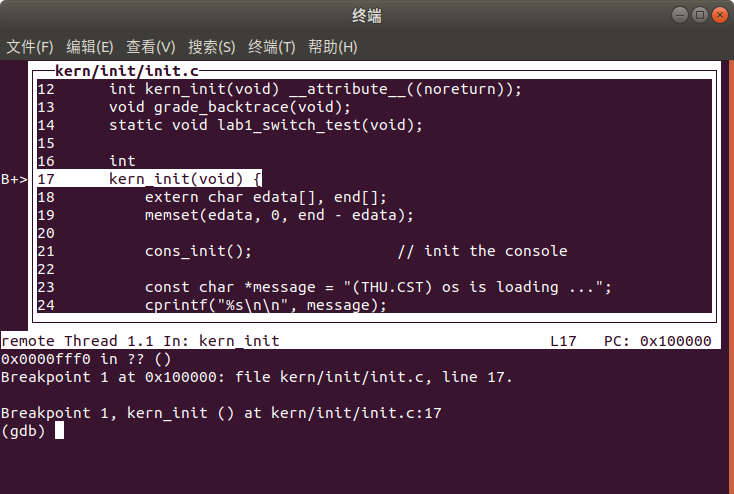 终端
文件(F) 编辑(E) 查看(V) 搜索(S) 终端(T) 帮助(H)
kern/init/init.c
12      int kern_init(void) __attribute__((noreturn));
13      void grade_backtrace(void);
14      static void lab1_switch_test(void);
15
16      int
B+> 17      kern_init(void) {
18          extern char edata[], end[];
19          memset(edata, 0, end - edata);
20
21          cons_init();                // init the console
22
23          const char *message = "(THU.CST) os is loading ...";
24          cprintf("%s\n\n", message);
remote Thread 1.1 In: kern_init                              L17   PC: 0x100000
0x0000fff0 in ?? ()
Breakpoint 1 at 0x100000: file kern/init/init.c, line 17.
Breakpoint 1, kern_init () at kern/init/init.c:17
(gdb)